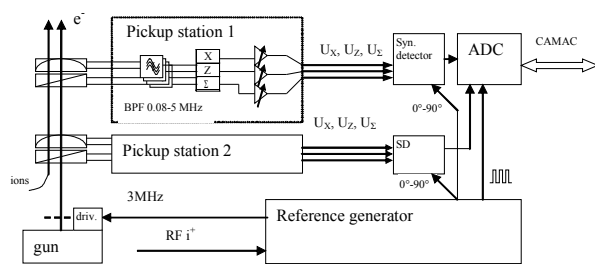 e-
Pickup station 1
X
Z
Σ
BPF 0.08-5 MHz
UX, UZ, UΣ
Syn. detector
ADC
CAMAC
0°-90°
Pickup station 2
UX, UZ, UΣ
SD
0°-90°
ions
3MHz
driv.
gun
RF i+
Reference generator